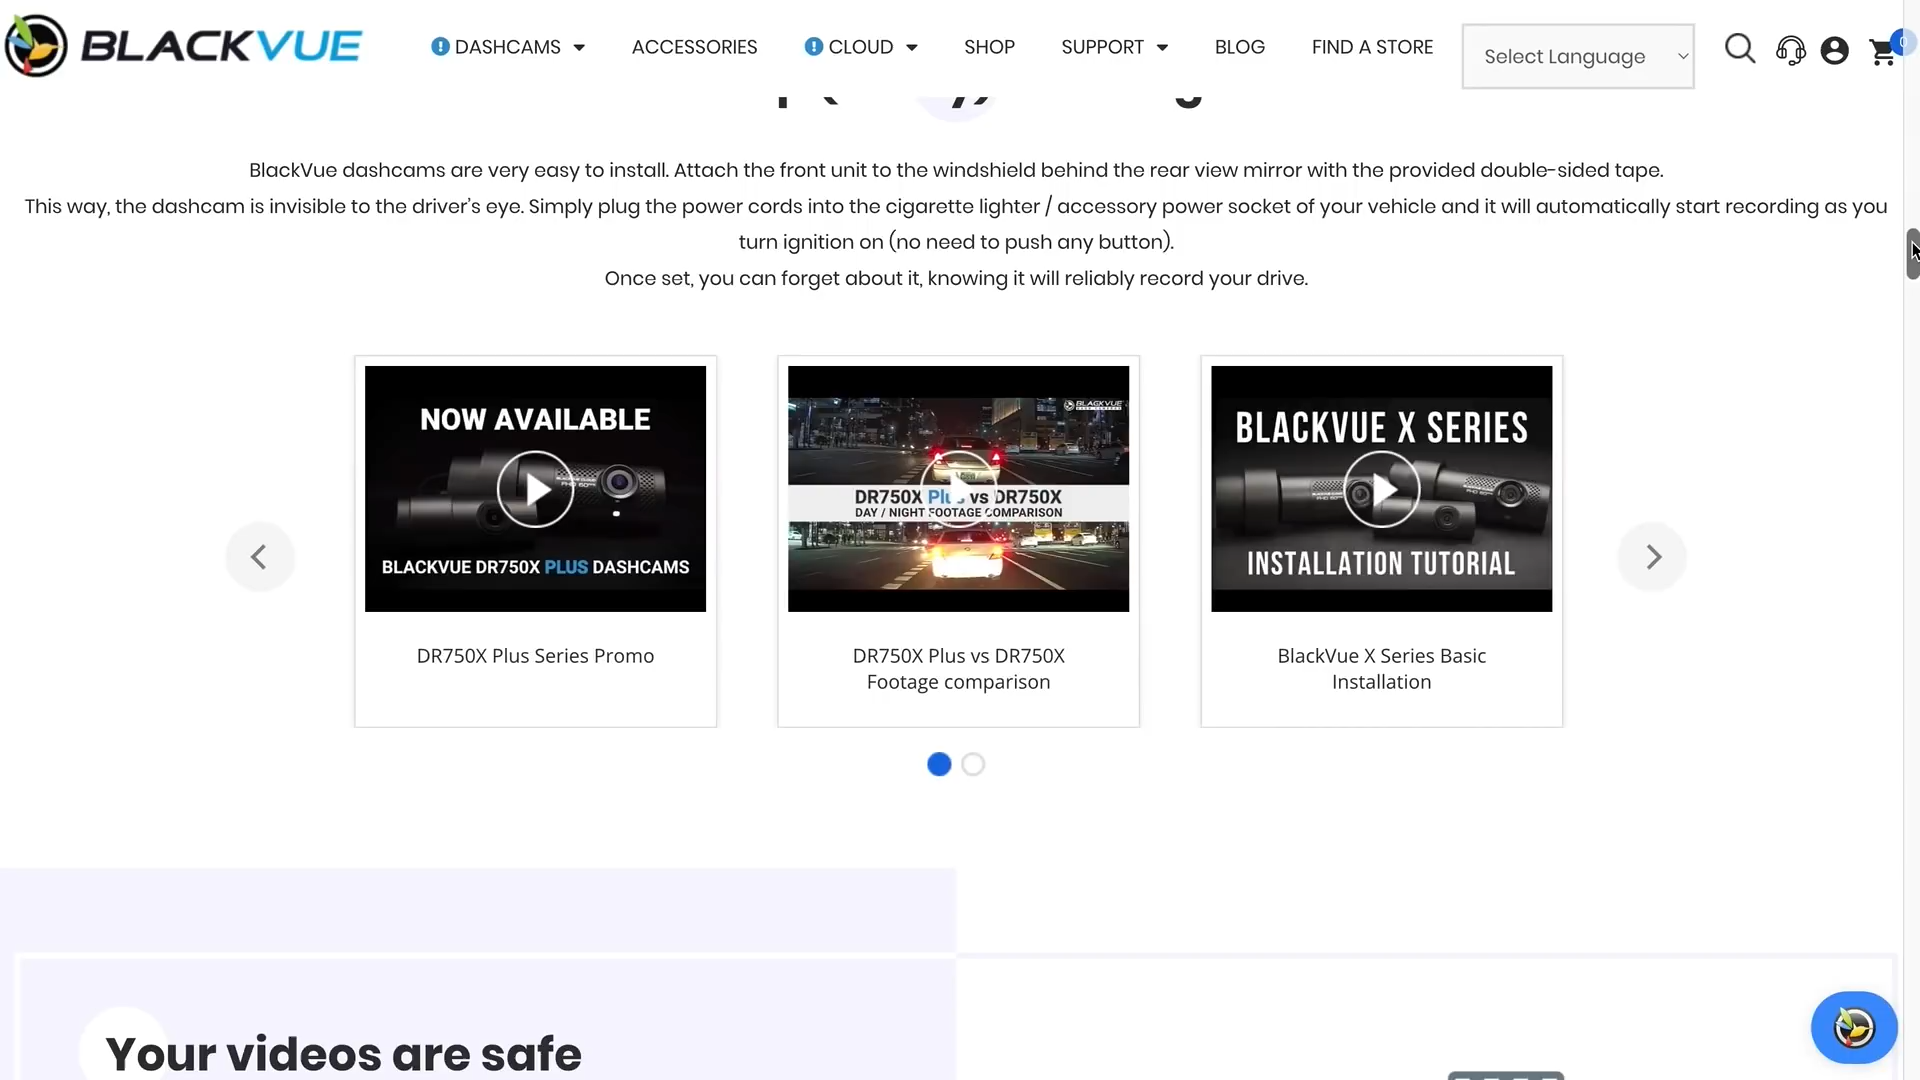 BLACKVUE
DASHCAMS
ACCESSORIES
CLOUD
SHOP
SUPPORT
BLOG
FIND A STORE
Select Language
0
BlackVue dashcams are very easy to install. Attach the front unit to the windshield behind the rear view mirror with the provided double-sided tape.
This way, the dashcam is invisible to the driver's eye. Simply plug the power cords into the cigarette lighter / accessory power socket of your vehicle and it will automatically start recording as you
turn ignition on (no need to push any button).
Once set, you can forget about it, knowing it will reliably record your drive.
NOW AVAILABLE
BLACKVUE DR750X PLUS DASHCAMS
DR750X Plus Series Promo
BLACKVUE
DR750X Plus vs DR750X
DAY / NIGHT FOOTAGE COMPARISON
DR750X Plus vs DR750X
Footage comparison
BLACKVUE X SERIES
INSTALLATION TUTORIAL
BlackVue X Series Basic
Installation
Your videos are safe